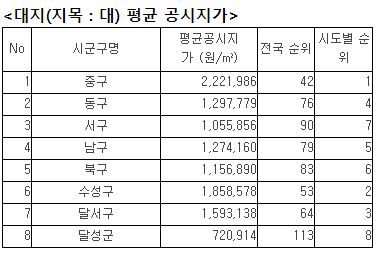 <대지(지목 : 대) 평균 공시지가>
No 시군구명 평균공시지가 (원/㎡) 전국 순위 시도별 순위
1 중구 2,221,986 42 1
2 동구 1,297,779 76 4
3 서구 1,055,856 90 7
4 남구 1,274,160 79 5
5 북구 1,156,890 83 6
6 수성구 1,858,578 53 2
7 달서구 1,593,138 64 3
8 달성군 720,914 113 8